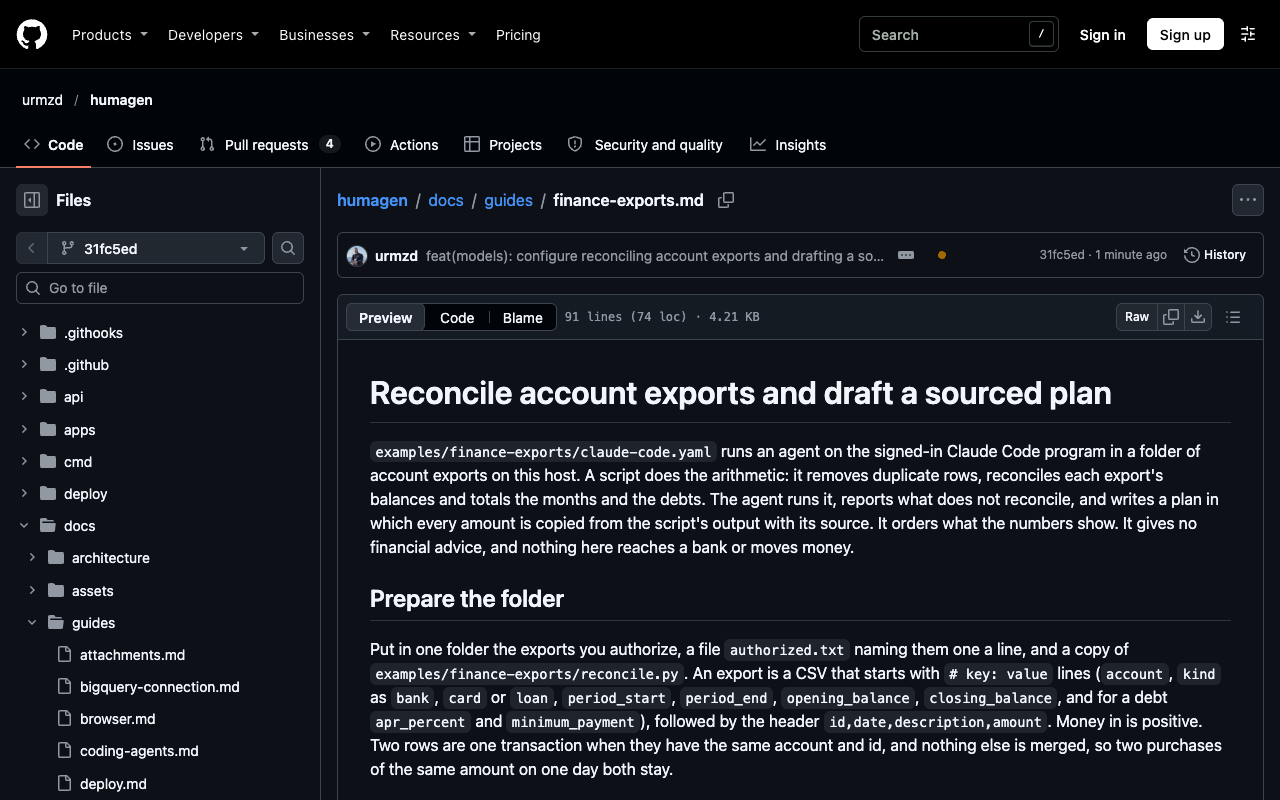 Products Developers Businesses Resources Pricing Search / Sign in Sign up
urmzd / humagen
Code Issues Pull requests 4 Actions Projects Security and quality Insights
Files
31fc5ed
Go to file
.githooks
.github
api
apps
cmd
deploy
docs
architecture
assets
guides
attachments.md
bigquery-connection.md
browser.md
coding-agents.md
deploy.md
humagen / docs / guides / finance-exports.md
urmzd feat(models): configure reconciling account exports and drafting a so... 31fc5ed · 1 minute ago History
Preview Code Blame 91 lines (74 loc) · 4.21 KB Raw
Reconcile account exports and draft a sourced plan
examples/finance-exports/claude-code.yaml runs an agent on the signed-in Claude Code program in a folder of
account exports on this host. A script does the arithmetic: it removes duplicate rows, reconciles each export's
balances and totals the months and the debts. The agent runs it, reports what does not reconcile, and writes a plan in
which every amount is copied from the script's output with its source. It orders what the numbers show. It gives no
financial advice, and nothing here reaches a bank or moves money.
Prepare the folder
Put in one folder the exports you authorize, a file authorized.txt naming them one a line, and a copy of
examples/finance-exports/reconcile.py. An export is a CSV that starts with # key: value lines (account, kind
as bank, card or loan, period_start, period_end, opening_balance, closing_balance, and for a debt
apr_percent and minimum_payment), followed by the header id,date,description,amount. Money in is positive.
Two rows are one transaction when they have the same account and id, and nothing else is merged, so two purchases
of the same amount on one day both stay.